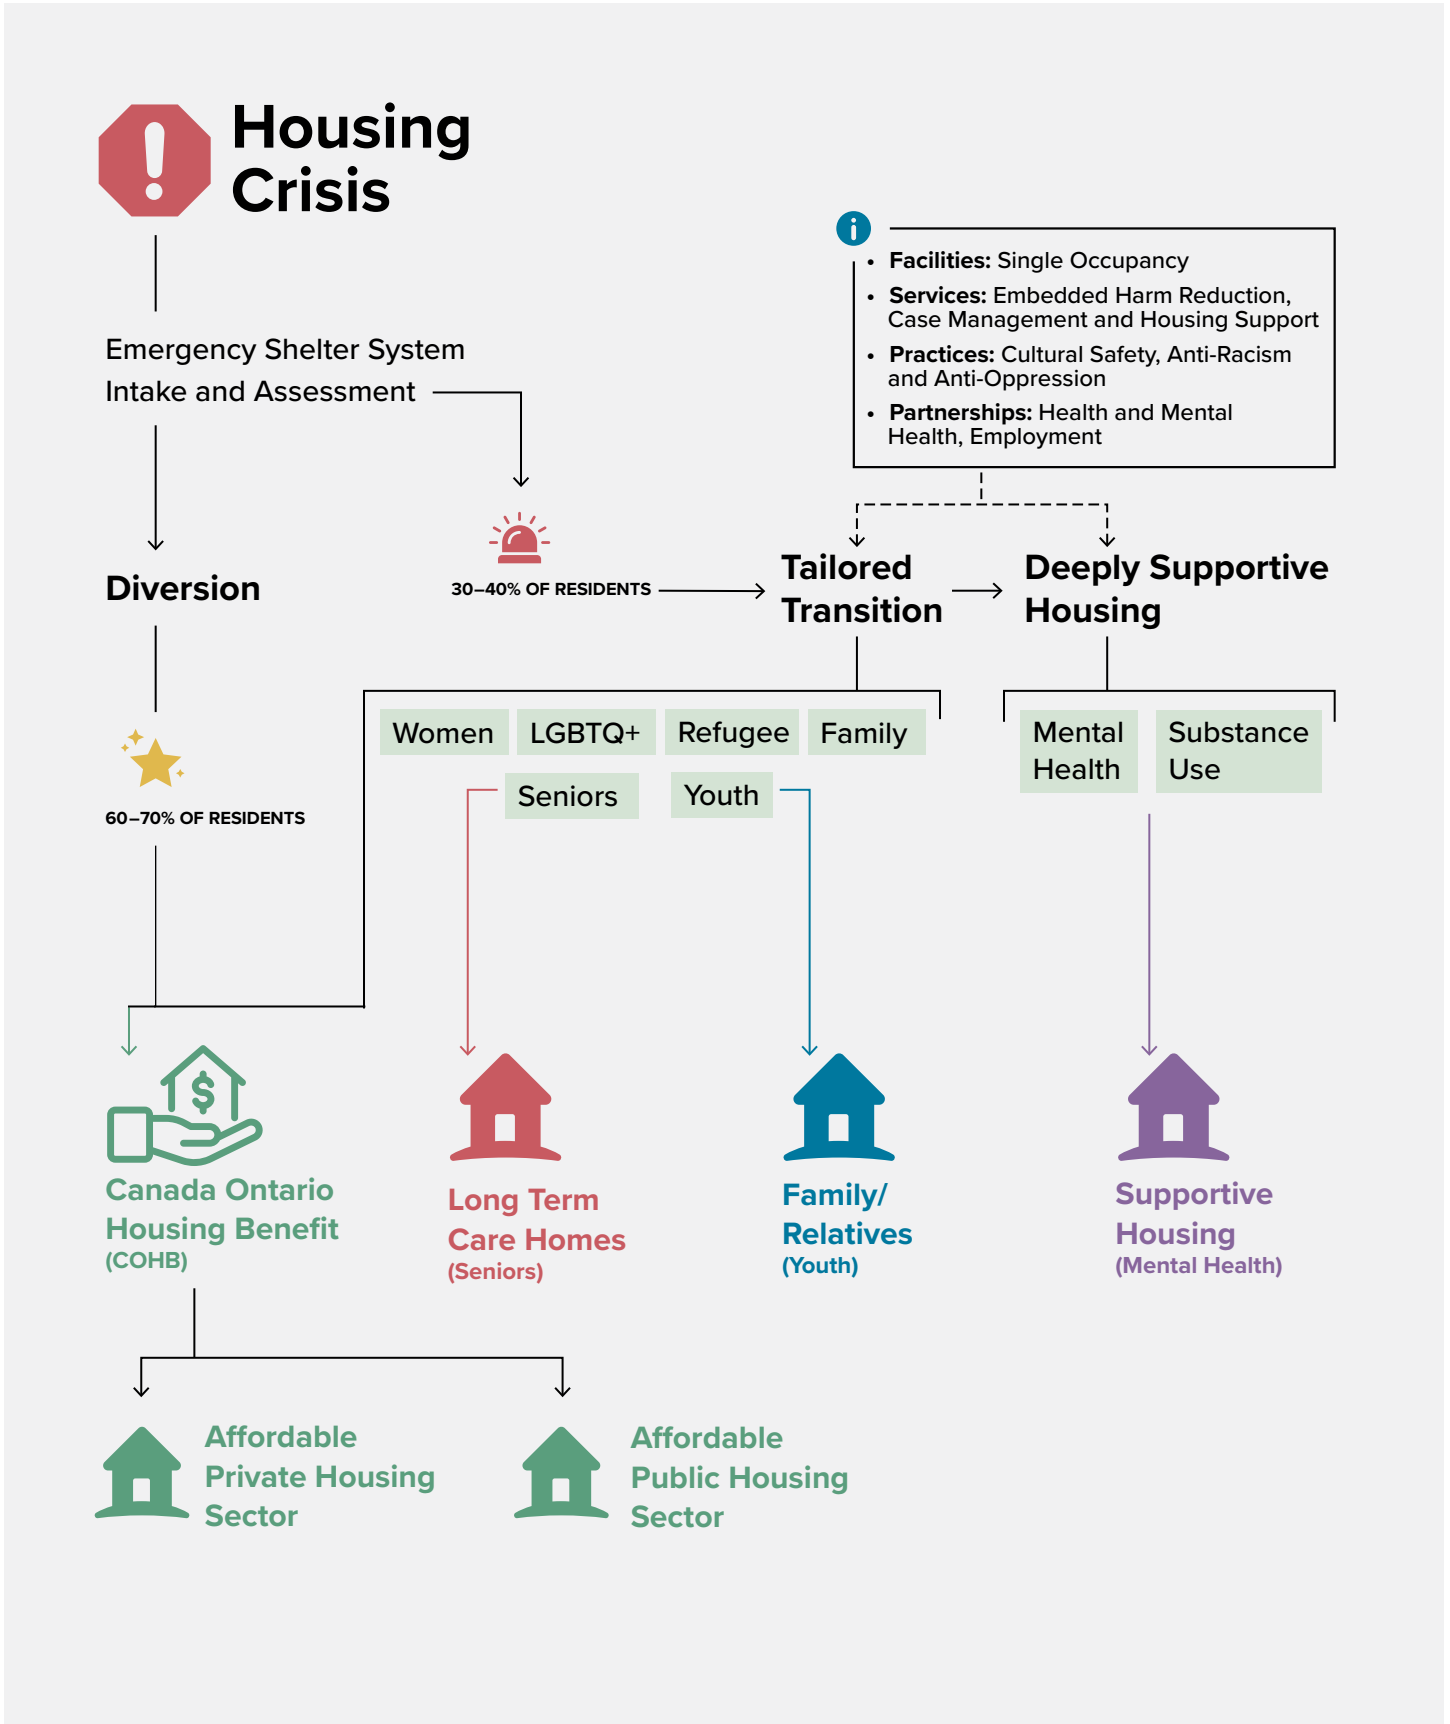 Housing
Crisis
Emergency Shelter System
Intake and Assessment
• Facilities: Single Occupancy
• Services: Embedded Harm Reduction,
Case Management and Housing Support
• Practices: Cultural Safety, Anti-Racism
and Anti-Oppression
• Partnerships: Health and Mental
Health, Employment
Diversion
30–40% OF RESIDENTS
Tailored
Transition
Deeply Supportive
Housing
60–70% OF RESIDENTS
Women
LGBTQ+
Refugee
Family
Seniors
Youth
Mental
Health
Substance
Use
Canada Ontario
Housing Benefit
(COHB)
Long Term
Care Homes
(Seniors)
Family/
Relatives
(Youth)
Supportive
Housing
(Mental Health)
Affordable
Private Housing
Sector
Affordable
Public Housing
Sector